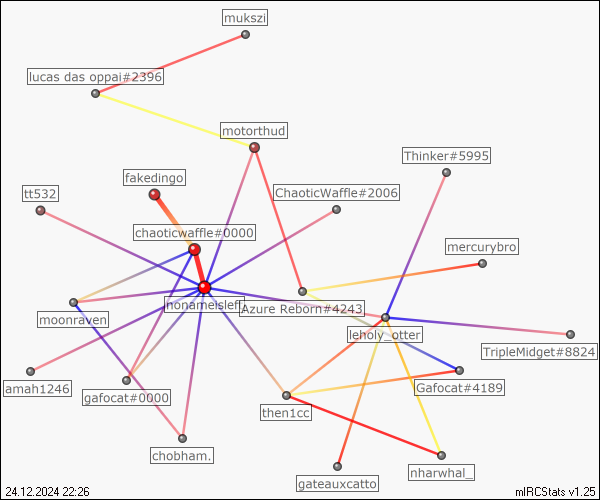 mukszi
lucas das oppai#2396
motorthud
Thinker#5995
fakedingo
tt532
ChaoticWaffle#2006
chaoticwaffle#0000
mercurybro
nonameisleft
Azure Reborn#4243
moonraven
leholy_otter
TripleMidget#8824
amah1246
gafocat#0000
Gafocat#4189
then1cc
chobham.
nharwhal_
gateauxcatto
24.12.2024 22:26
mIRCStats v1.25